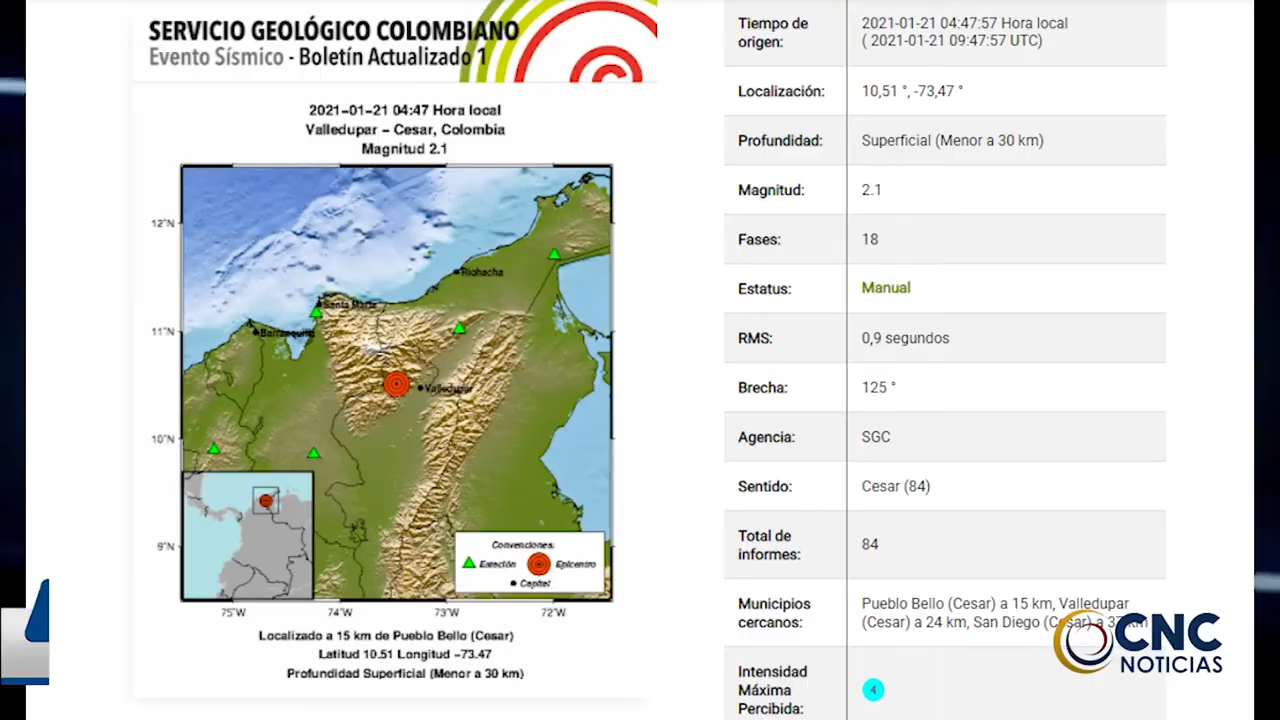 SERVICIO GEOLÓGICO COLOMBIANO
Evento Sísmico - Boletín Actualizado 1
2021-01-21 04:47 Hora local
Valledupar - Cesar, Colombia
Magnitud 2.1
12°N
11°N
10°N
9°N
75°W
74°W
73°W
72°W
Riohacha
Santa Marta
Barranquilla
Valledupar
Convenciones:
Estación
Epicentro
Capital
Localizado a 15 km de Pueblo Bello (Cesar)
Latitud 10.51 Longitud -73.47
Profundidad Superficial (Menor a 30 km)
Tiempo de origen:
2021-01-21 04:47:57 Hora local
( 2021-01-21 09:47:57 UTC)
Localización:
10,51 °, -73,47 °
Profundidad:
Superficial (Menor a 30 km)
Magnitud:
2.1
Fases:
18
Estatus:
Manual
RMS:
0,9 segundos
Brecha:
125 °
Agencia:
SGC
Sentido:
Cesar (84)
Total de informes:
84
Municipios cercanos:
Pueblo Bello (Cesar) a 15 km, Valledupar
(Cesar) a 24 km, San Diego (Cesar) a
Intensidad Máxima Percibida:
4
CNC
NOTICIAS